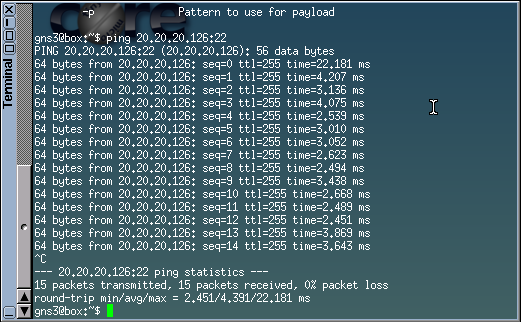 -p Pattern to use for payload
gns3@box:~$ ping 20.20.20.126:22
PING 20.20.20.126:22 (20.20.20.126): 56 data bytes
64 bytes from 20.20.20.126: seq=0 ttl=255 time=22.181 ms
64 bytes from 20.20.20.126: seq=1 ttl=255 time=4.207 ms
64 bytes from 20.20.20.126: seq=2 ttl=255 time=3.136 ms
64 bytes from 20.20.20.126: seq=3 ttl=255 time=4.075 ms
64 bytes from 20.20.20.126: seq=4 ttl=255 time=2.539 ms
64 bytes from 20.20.20.126: seq=5 ttl=255 time=3.010 ms
64 bytes from 20.20.20.126: seq=6 ttl=255 time=3.052 ms
64 bytes from 20.20.20.126: seq=7 ttl=255 time=2.623 ms
64 bytes from 20.20.20.126: seq=8 ttl=255 time=2.494 ms
64 bytes from 20.20.20.126: seq=9 ttl=255 time=3.438 ms
64 bytes from 20.20.20.126: seq=10 ttl=255 time=2.668 ms
64 bytes from 20.20.20.126: seq=11 ttl=255 time=2.489 ms
64 bytes from 20.20.20.126: seq=12 ttl=255 time=2.451 ms
64 bytes from 20.20.20.126: seq=13 ttl=255 time=3.869 ms
64 bytes from 20.20.20.126: seq=14 ttl=255 time=3.643 ms
^C
--- 20.20.20.126:22 ping statistics ---
15 packets transmitted, 15 packets received, 0% packet loss
round-trip min/avg/max = 2.451/4.391/22.181 ms
gns3@box:~$
Terminal